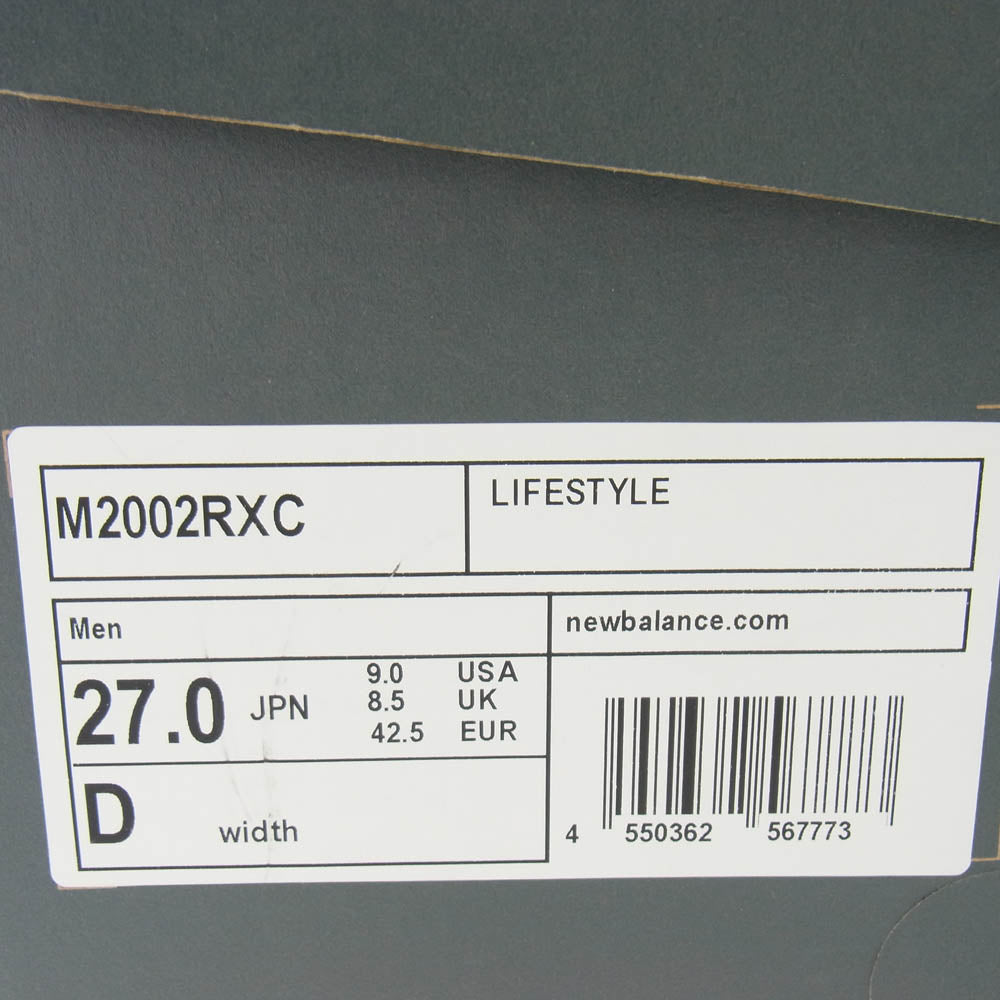 M2002RXC
LIFESTYLE
Men
newbalance.com
27.0 JPN
9.0 USA
8.5 UK
42.5 EUR
D width
4 550362 567773